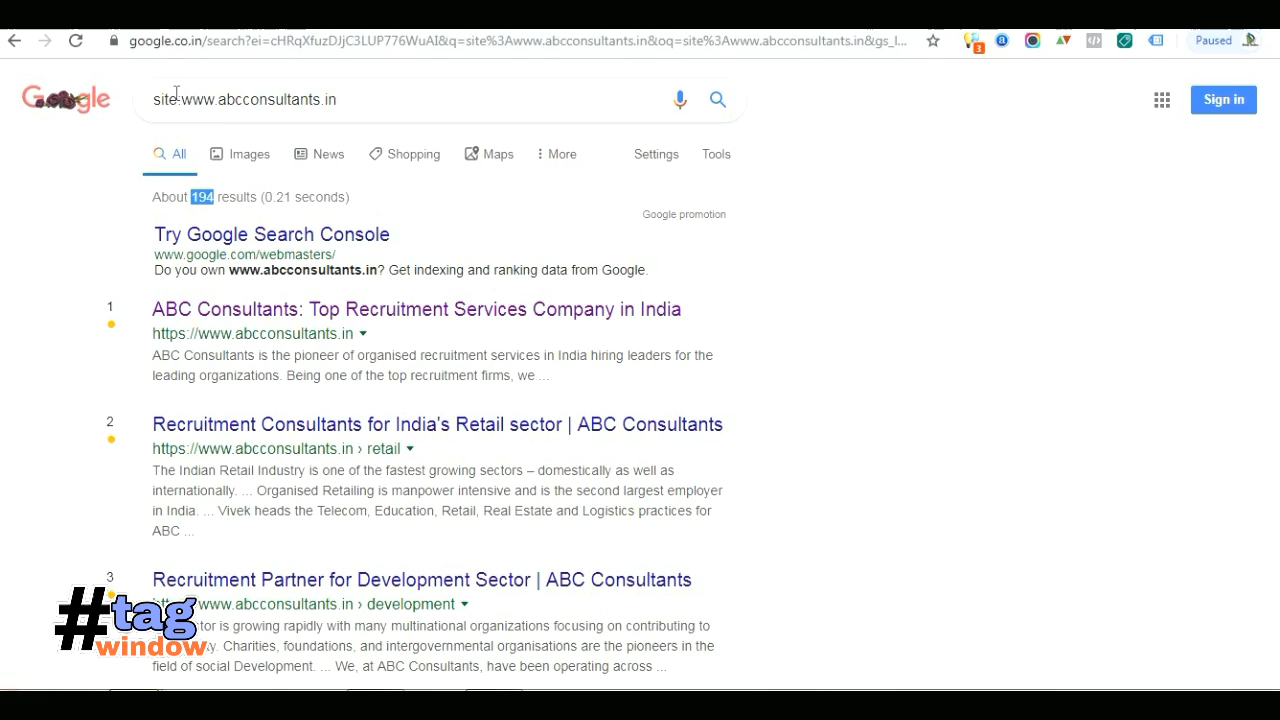 google.co.in/search?ei=cHRqXfuzDJjC3LUP776WuAI&q=site%3Awww.abcconsultants.in&oq=site%3Awww.abcconsultants.in&gs_l...
3
Paused
Google
site:www.abcconsultants.in
Sign in
All
Images
News
Shopping
Maps
More
Settings
Tools
About 194 results (0.21 seconds)
Google promotion
Try Google Search Console
www.google.com/webmasters/
Do you own www.abcconsultants.in? Get indexing and ranking data from Google.
1
ABC Consultants: Top Recruitment Services Company in India
https://www.abcconsultants.in
ABC Consultants is the pioneer of organised recruitment services in India hiring leaders for the
leading organizations. Being one of the top recruitment firms, we ...
2
Recruitment Consultants for India's Retail sector | ABC Consultants
https://www.abcconsultants.in › retail
The Indian Retail Industry is one of the fastest growing sectors – domestically as well as
internationally. ... Organised Retailing is manpower intensive and is the second largest employer
in India. ... Vivek heads the Telecom, Education, Retail, Real Estate and Logistics practices for
ABC ...
3
Recruitment Partner for Development Sector | ABC Consultants
www.abcconsultants.in › development
is growing rapidly with many multinational organizations focusing on contributing to
Charities, foundations, and intergovernmental organisations are the pioneers in the
field of social Development. ... We, at ABC Consultants, have been operating across ...
#tag
window